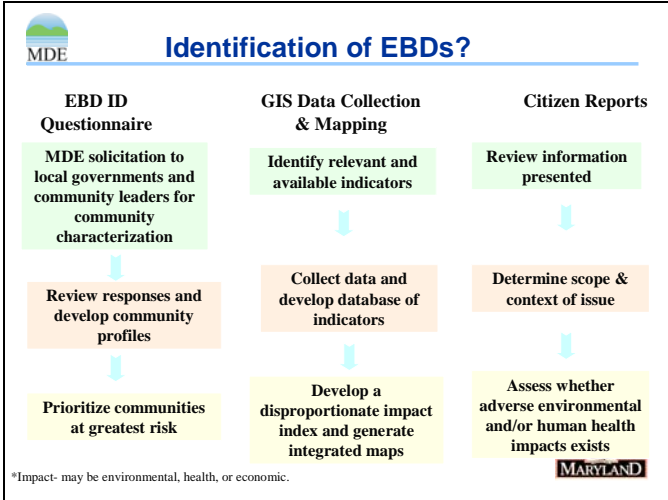 MDE
Identification of EBDs?
EBD ID
Questionnaire
MDE solicitation to
local governments and
community leaders for
community
characterization
Review responses and
develop community
profiles
Prioritize communities
at greatest risk
GIS Data Collection
& Mapping
Identify relevant and
available indicators
Collect data and
develop database of
indicators
Develop a
disproportionate impact
index and generate
integrated maps
Citizen Reports
Review information
presented
Determine scope &
context of issue
Assess whether
adverse environmental
and/or human health
impacts exists
*Impact- may be environmental, health, or economic.
MARYLAND